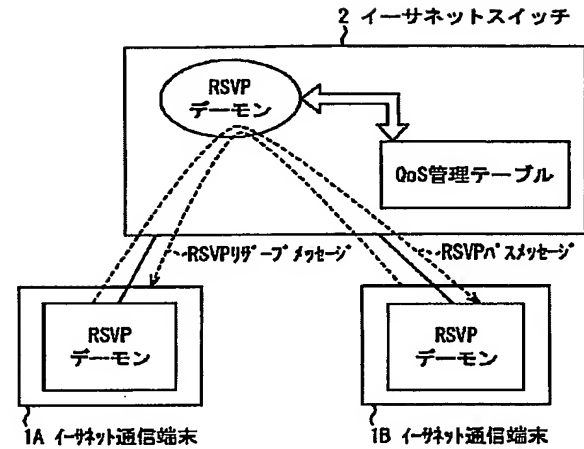 2 イーサネットスイッチ
RSVP
デーモン
QoS管理テーブル
RSVPリザーブメッセージ
RSVPパスメッセージ
RSVP
デーモン
RSVP
デーモン
1A イーサネット通信端末
1B イーサネット通信端末